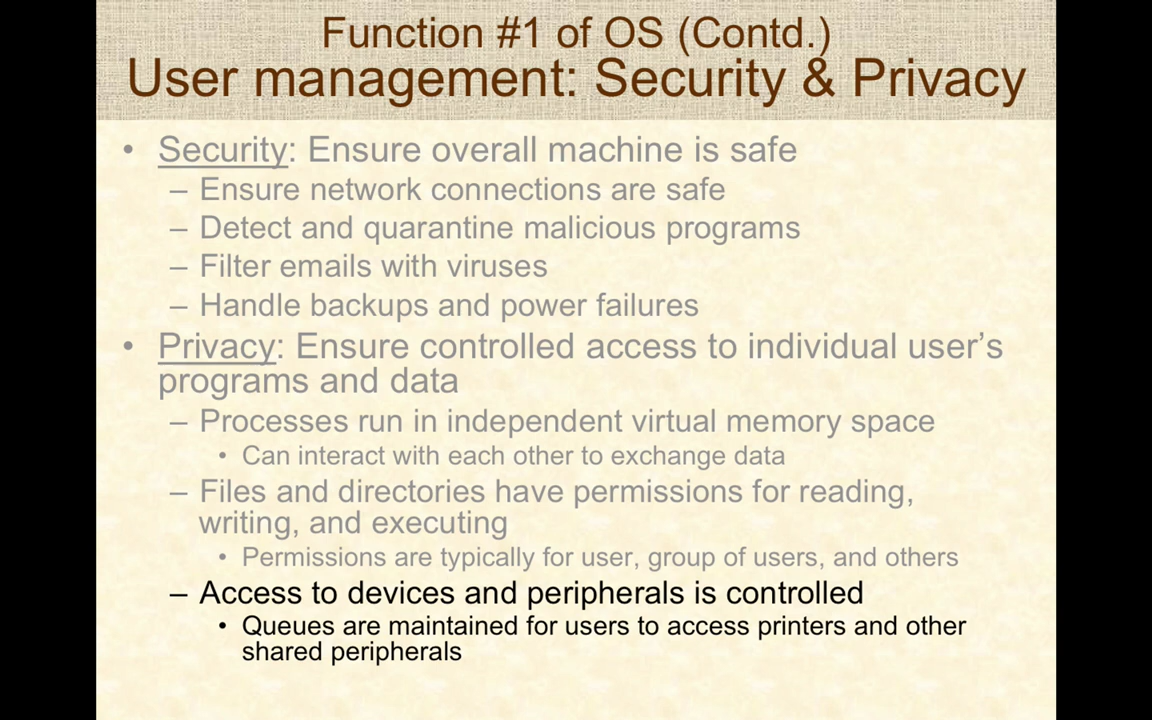 Function #1 of OS (Contd.)
User management: Security & Privacy
• Security: Ensure overall machine is safe
– Ensure network connections are safe
– Detect and quarantine malicious programs
– Filter emails with viruses
– Handle backups and power failures
• Privacy: Ensure controlled access to individual user’s
programs and data
– Processes run in independent virtual memory space
• Can interact with each other to exchange data
– Files and directories have permissions for reading,
writing, and executing
• Permissions are typically for user, group of users, and others
– Access to devices and peripherals is controlled
• Queues are maintained for users to access printers and other
shared peripherals